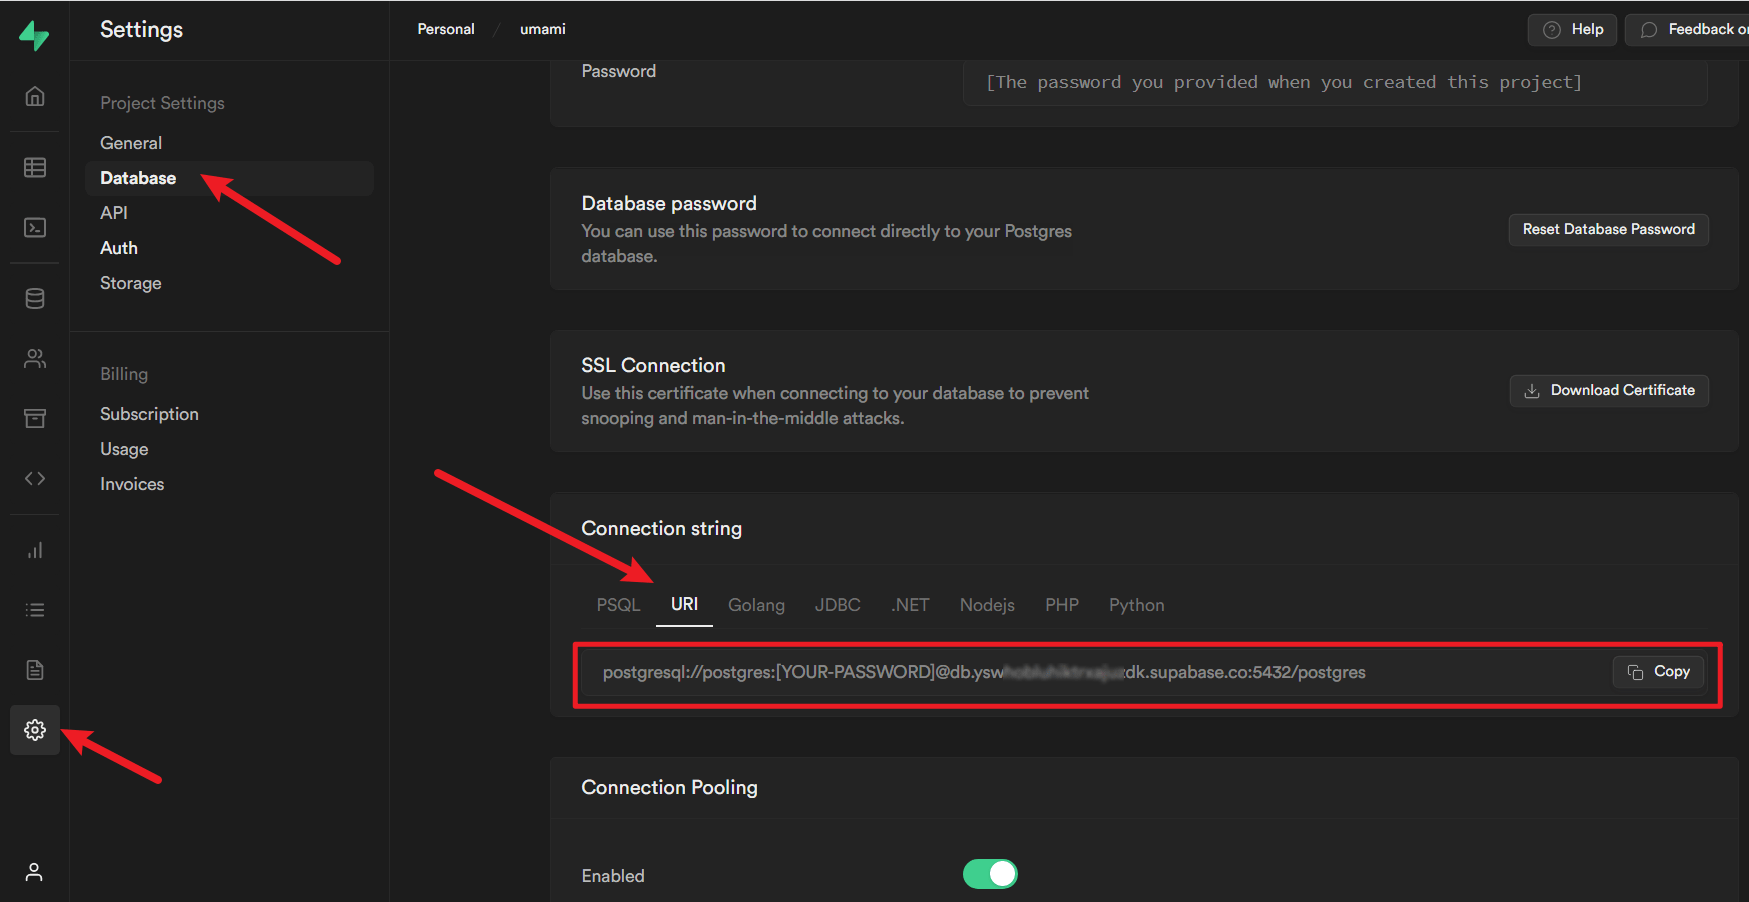 Settings
Personal / umami
Help
Feedback o
Project Settings
General
Database
API
Auth
Storage
Billing
Subscription
Usage
Invoices
Password
[The password you provided when you created this project]
Database password
You can use this password to connect directly to your Postgres
database.
Reset Database Password
SSL Connection
Use this certificate when connecting to your database to prevent
snooping and man-in-the-middle attacks.
Download Certificate
Connection string
PSQL URI Golang JDBC .NET Nodejs PHP Python
postgresql://postgres:[YOUR-PASSWORD]@db.ysw dk.supabase.co:5432/postgres
Copy
Connection Pooling
Enabled